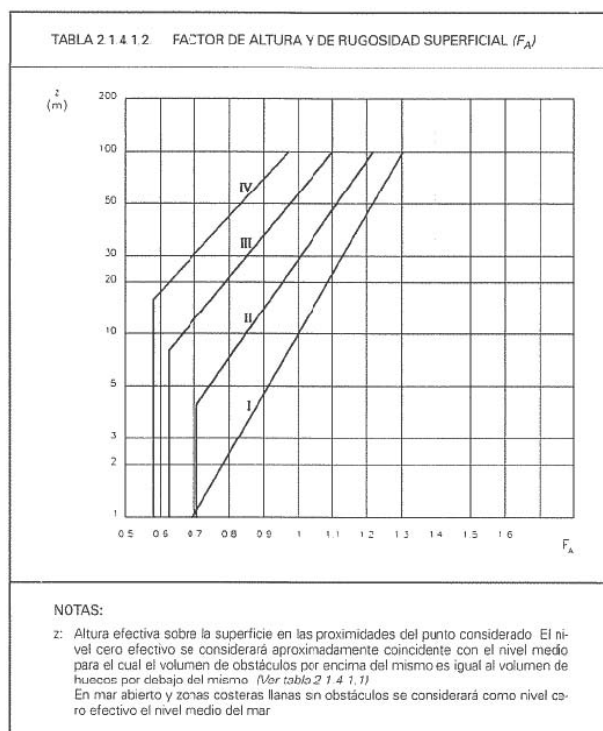 TABLA 2.1.4.1.2. FACTOR DE ALTURA Y DE RUGOSIDAD SUPERFICIAL (F_A)
z
(m)
200
100
50
30
20
10
5
3
2
1
IV
III
II
I
0.5 0.6 0.7 0.8 0.9 1 1.1 1.2 1.3 1.4 1.5 1.6
F_A
NOTAS:
z: Altura efectiva sobre la superficie en las proximidades del punto considerado. El ni-
vel cero efectivo se considerará aproximadamente coincidente con el nivel medio
para el cual el volumen de obstáculos por encima del mismo es igual al volumen de
huecos por debajo del mismo. (Ver tabla 2.1.4.1.1)
En mar abierto y zonas costeras llanas sin obstáculos se considerará como nivel ce-
ro efectivo el nivel medio del mar